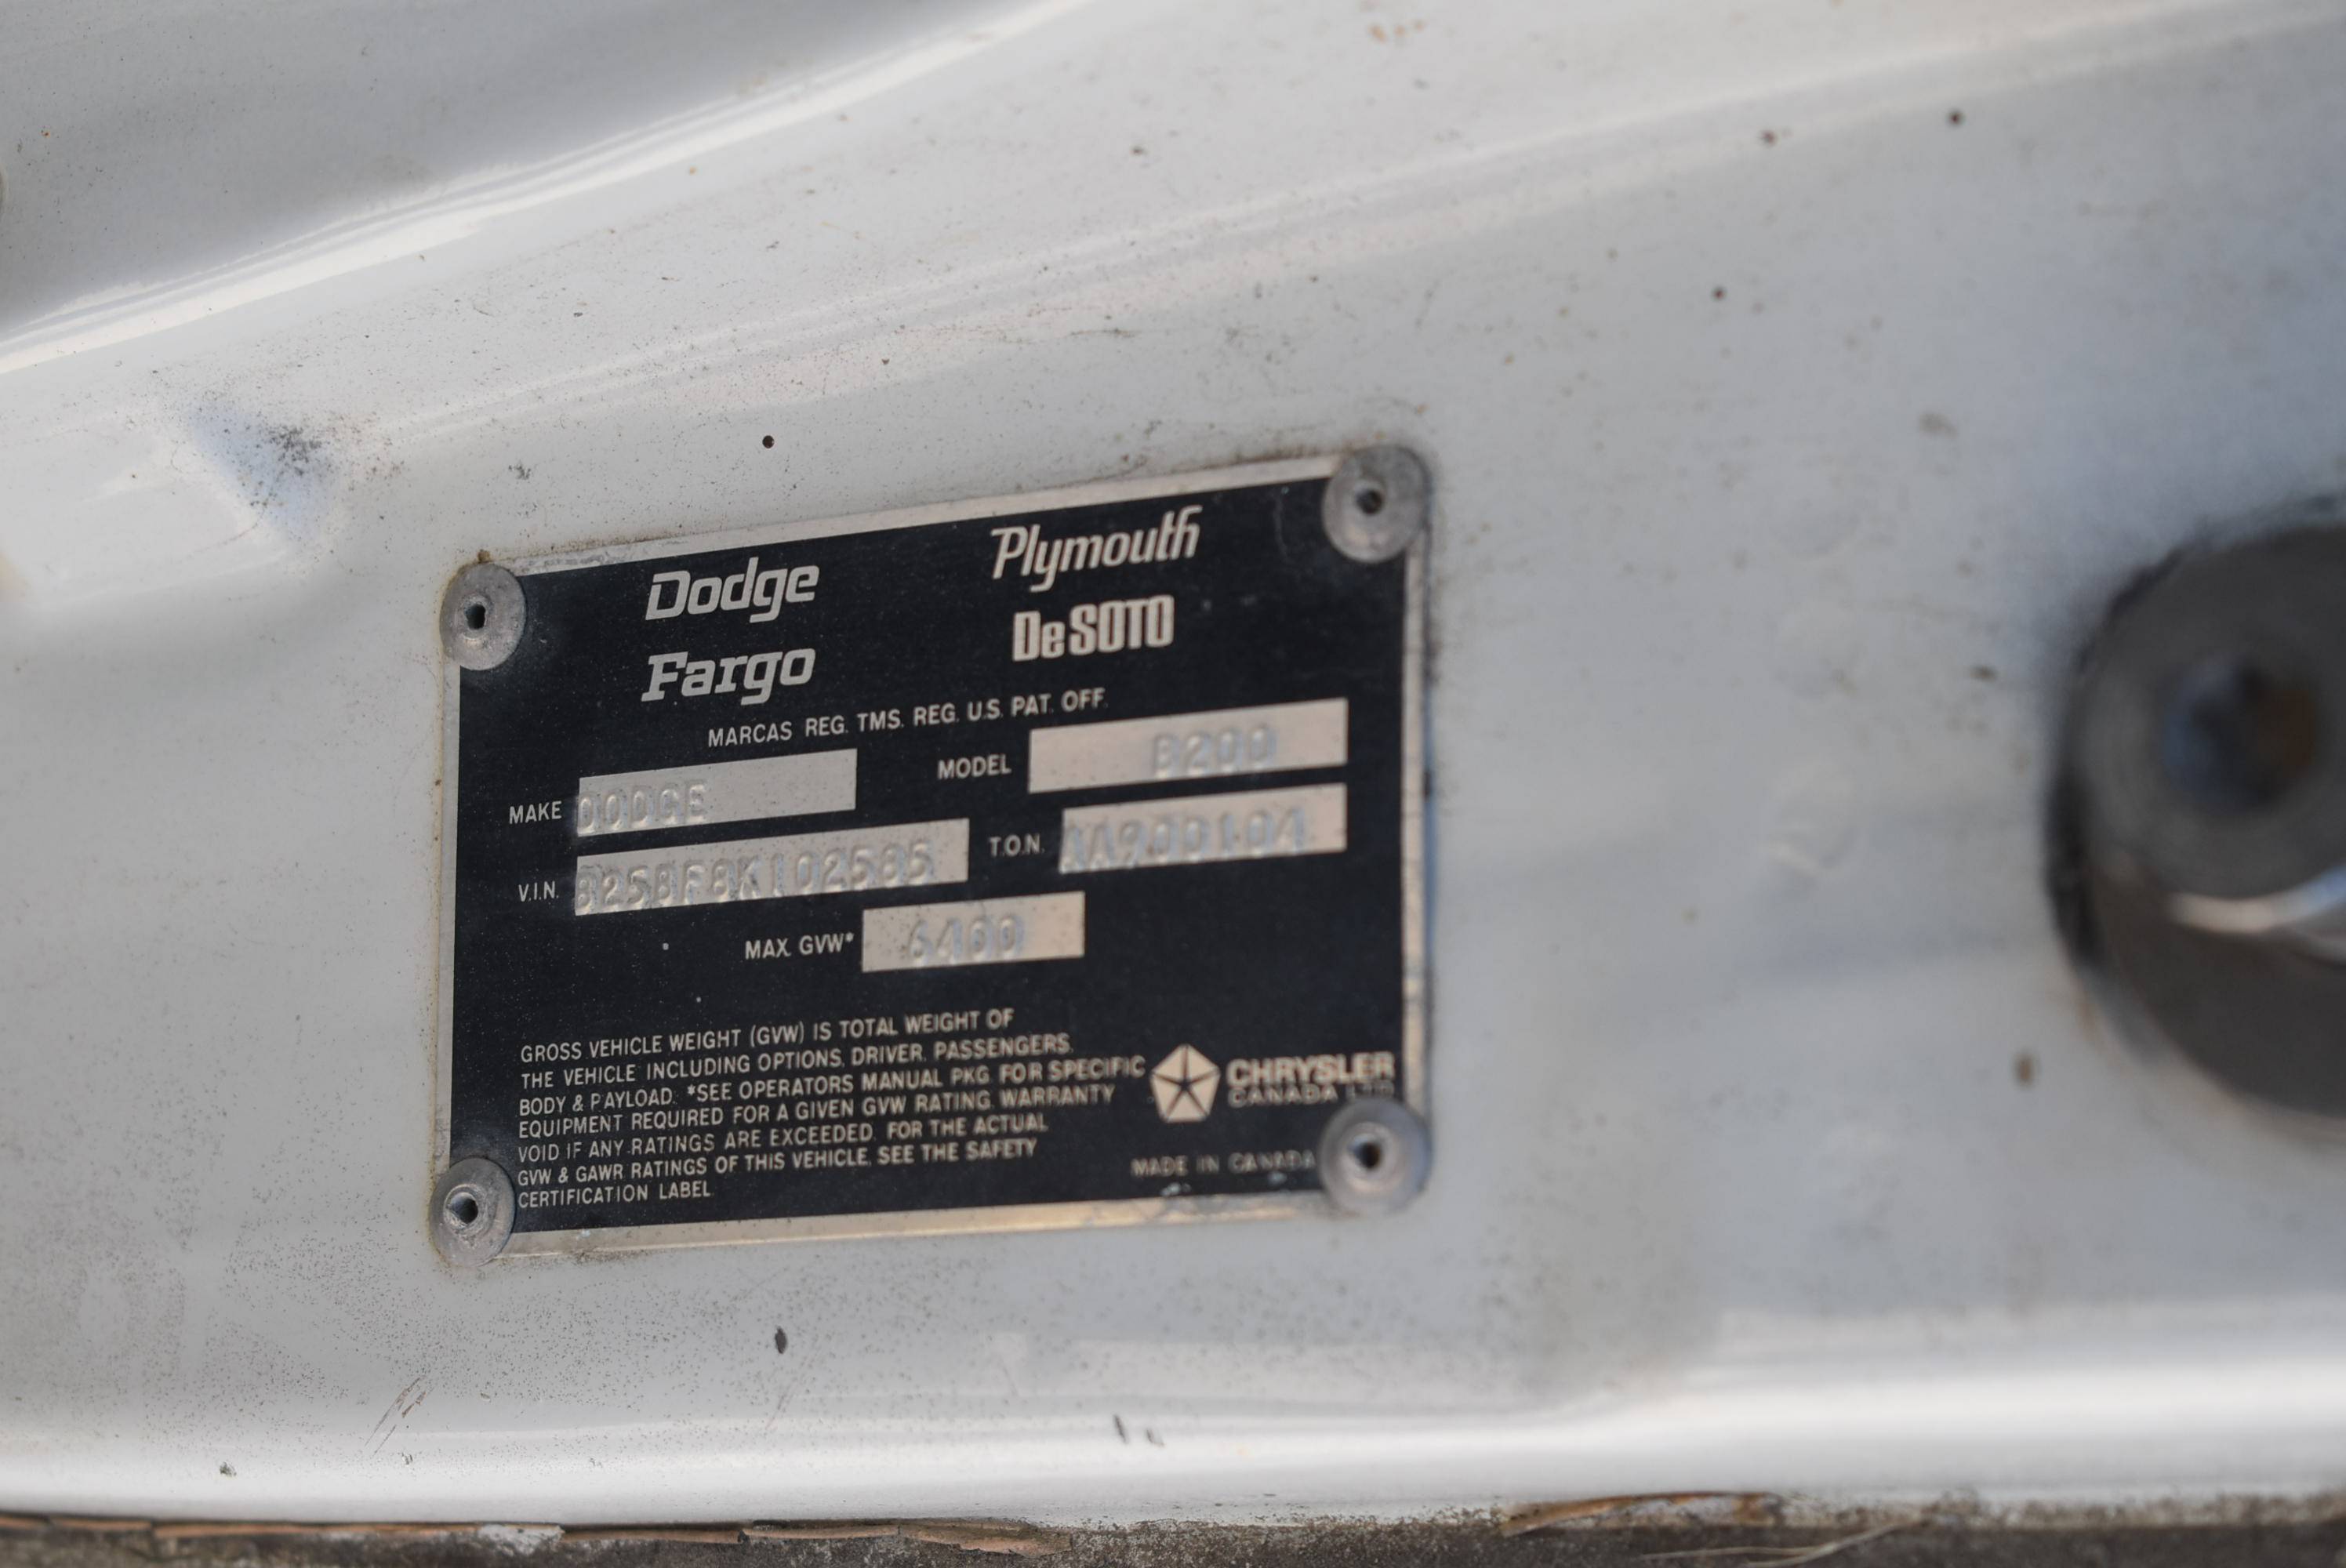 Dodge Plymouth
Fargo DeSOTO
MARCAS REG. TMS. REG. U.S. PAT. OFF.
MAKE DODGE MODEL B200
V.I.N. B25BF8K102585 T.O.N. AA900104
MAX. GVW* 6400
GROSS VEHICLE WEIGHT (GVW) IS TOTAL WEIGHT OF
THE VEHICLE INCLUDING OPTIONS, DRIVER, PASSENGERS,
BODY & PAYLOAD. *SEE OPERATORS MANUAL PKG. FOR SPECIFIC
EQUIPMENT REQUIRED FOR A GIVEN GVW RATING. WARRANTY
VOID IF ANY RATINGS ARE EXCEEDED. FOR THE ACTUAL
GVW & GAWR RATINGS OF THIS VEHICLE, SEE THE SAFETY
CERTIFICATION LABEL.
CHRYSLER
CANADA LTD.
MADE IN CANADA